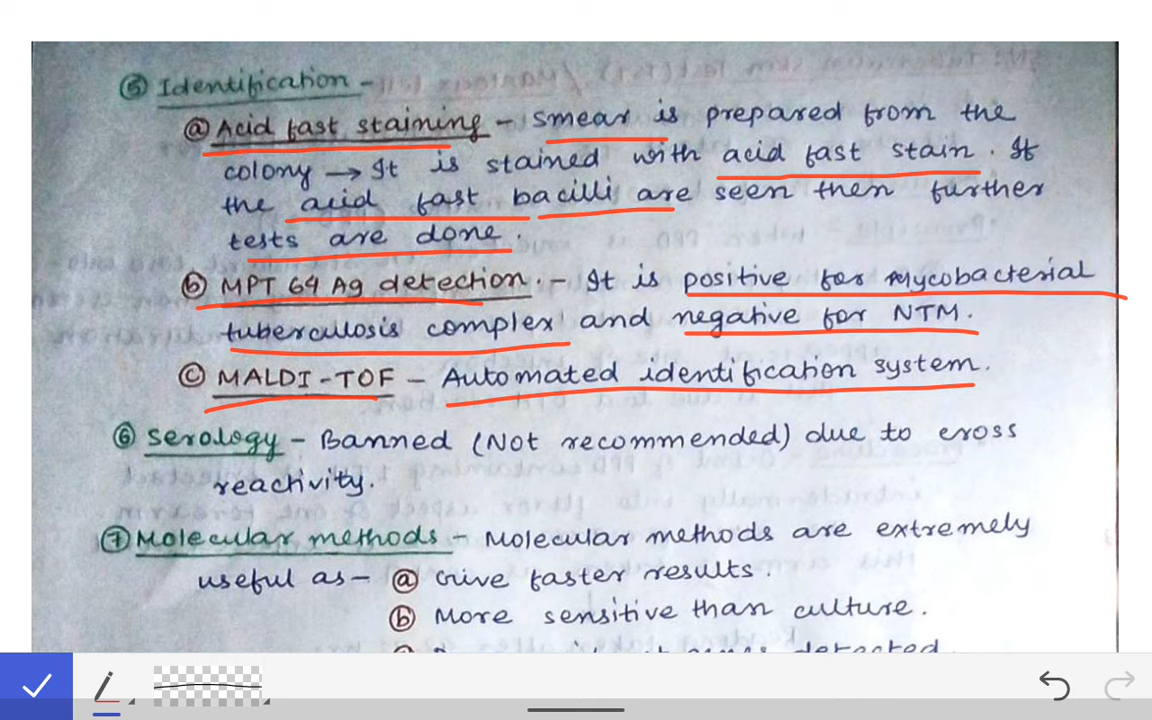 ⑤ Identification -
ⓐ Acid fast staining - smear is prepared from the
colony → It is stained with acid fast stain. If
the acid fast bacilli are seen then further
tests are done.
ⓑ MPT 64 Ag detection. - It is positive for Mycobacterial
tuberculosis complex and negative for NTM.
ⓒ MALDI-TOF - Automated identification system.
⑥ Serology - Banned (Not recommended) due to cross
reactivity.
⑦ Molecular methods - Molecular methods are extremely
useful as - ⓐ Give faster results.
ⓑ More sensitive than culture.
detected.